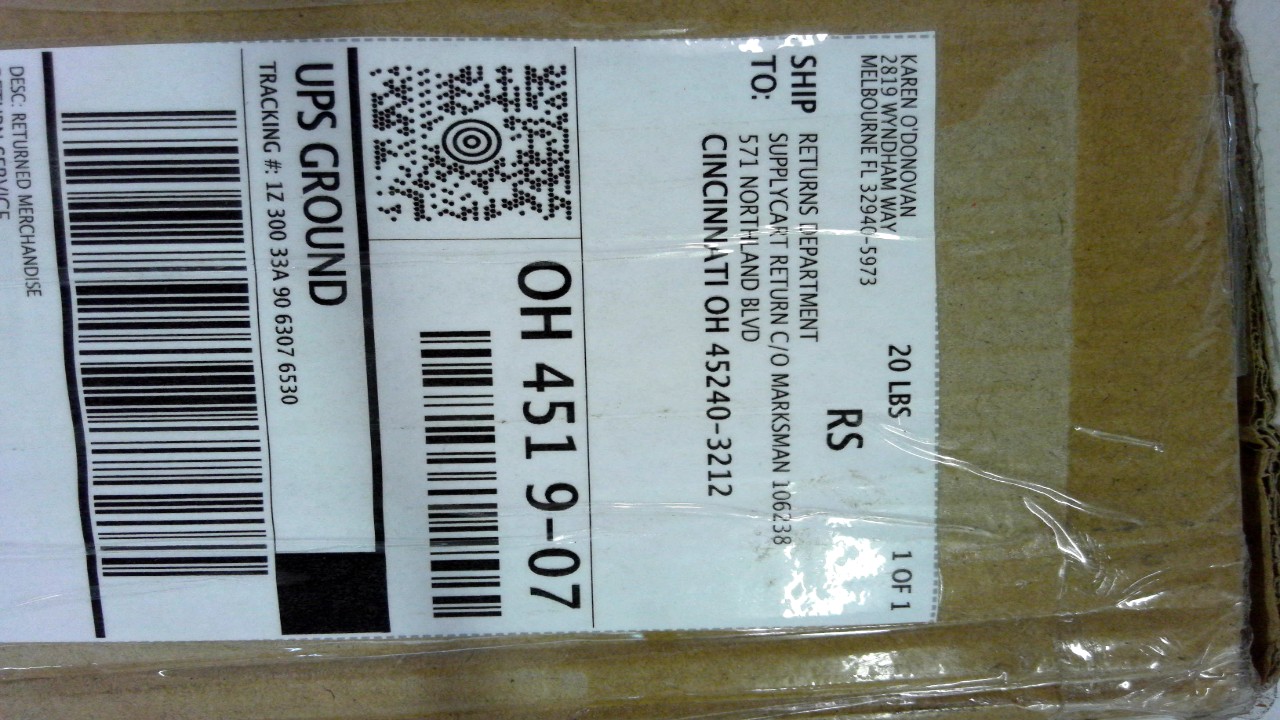 KAREN O'DONOVAN
2819 WYNDHAM WAY
MELBOURNE FL 32940-5973
20 LBS
1 OF 1
RS
SHIP TO:
RETURNS DEPARTMENT
SUPPLYCART RETURN C/O MARKSMAN 106238
571 NORTHLAND BLVD
CINCINNATI OH 45240-3212
OH 451 9-07
UPS GROUND
TRACKING #: 1Z 300 33A 90 6307 6530
DESC: RETURNED MERCHANDISE
RETURN SERVICE